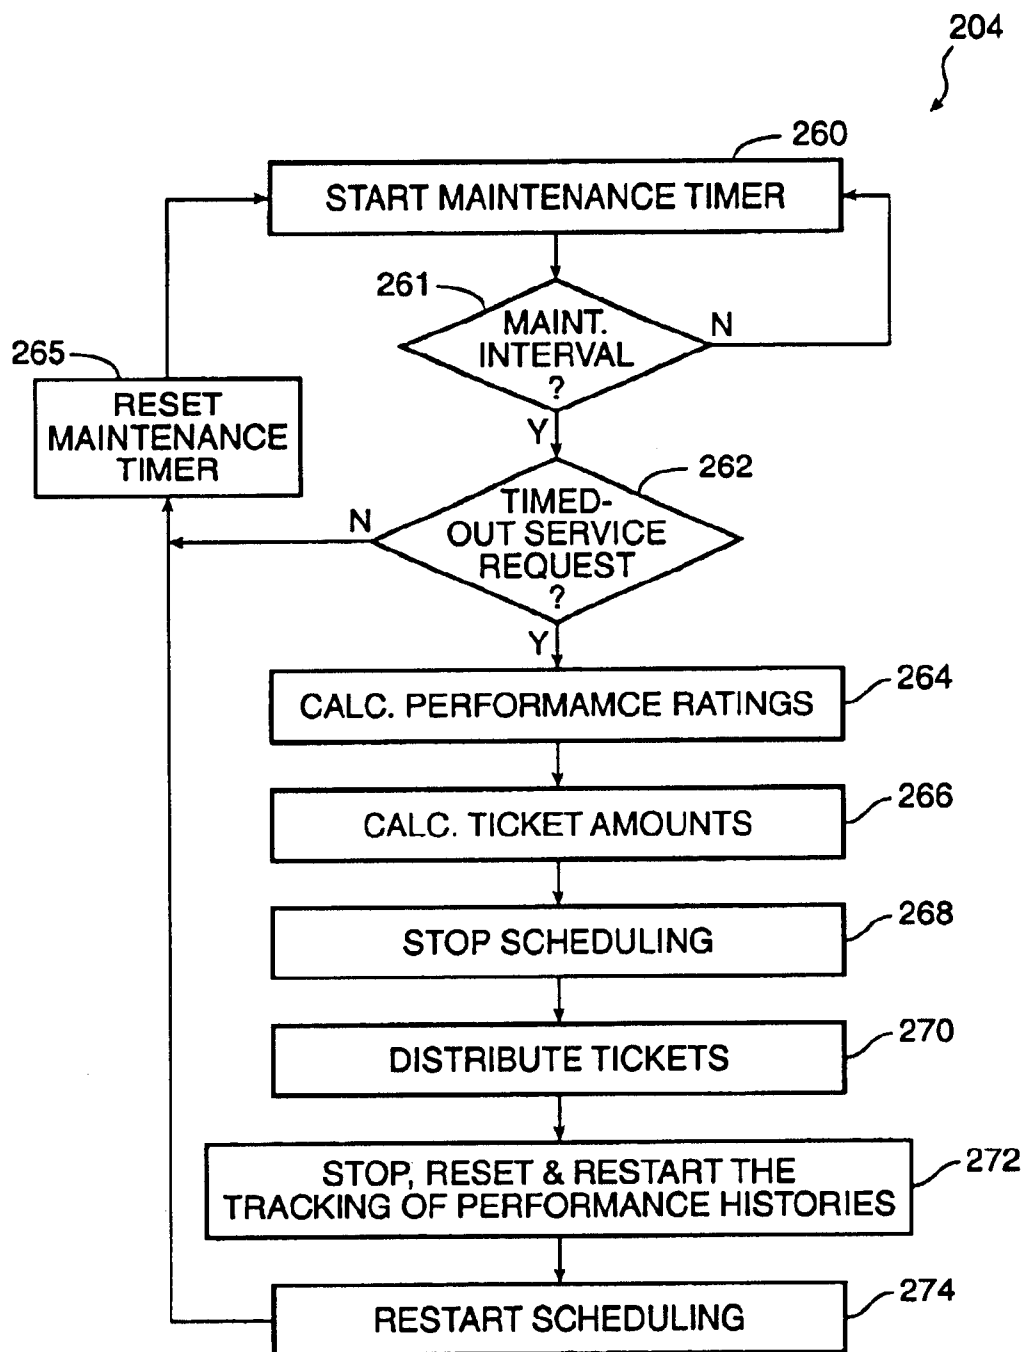 204
260
START MAINTENANCE TIMER
261
MAINT.
INTERVAL
?
N
Y
265
RESET
MAINTENANCE
TIMER
262
TIMED-
OUT SERVICE
REQUEST
?
N
Y
264
CALC. PERFORMAMCE RATINGS
266
CALC. TICKET AMOUNTS
268
STOP SCHEDULING
270
DISTRIBUTE TICKETS
272
STOP, RESET & RESTART THE
TRACKING OF PERFORMANCE HISTORIES
274
RESTART SCHEDULING